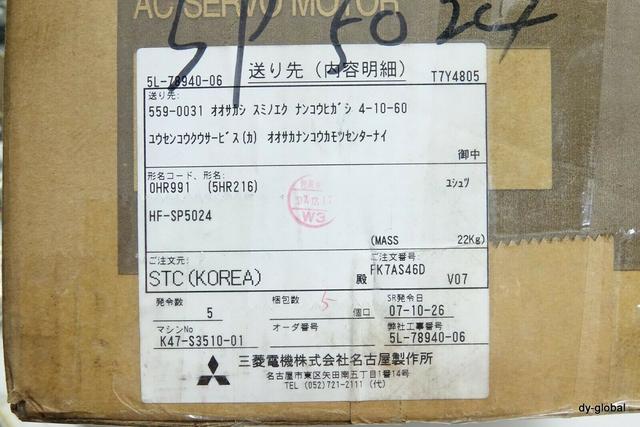 AC SERVO MOTOR
SP 5024
5L-78940-06 送り先 (内容明細) T7Y4805
送り先:
559-0031 オオサカシ スミノエク ナンコウヒガシ 4-10-60
ユウセンコウクウサービス(カ) オオサカナンコウカモツセンターナイ
御中
形名コード、形名:
0HR991 (5HR216) ユシュツ
HF-SP5024
W3
(MASS 22Kg)
ご注文元: ご注文番号:
STC(KOREA) 殿 FK7AS46D V07
発令数 梱包数 SR発令日
5 5 個口 07-10-26
マシンNo オーダ番号 弊社工事番号
K47-S3510-01 5L-78940-06
三菱電機株式会社名古屋製作所
名古屋市東区矢田南五丁目1番14号
TEL (052)721-2111 (代)
dy-global